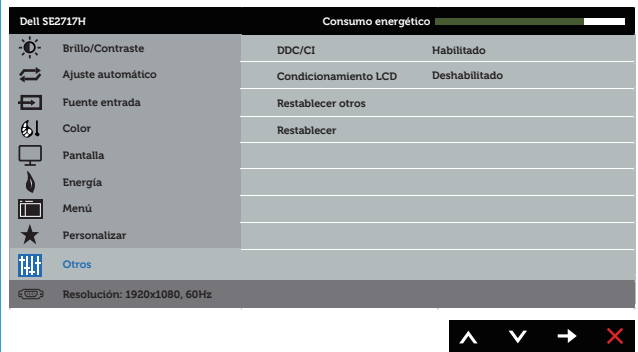 Dell SE2717H Consumo energético
Brillo/Contraste DDC/CI Habilitado
Ajuste automático Condicionamiento LCD Deshabilitado
Fuente entrada Restablecer otros
Color Restablecer
Pantalla
Energía
Menú
Personalizar
Otros
Resolución: 1920x1080, 60Hz